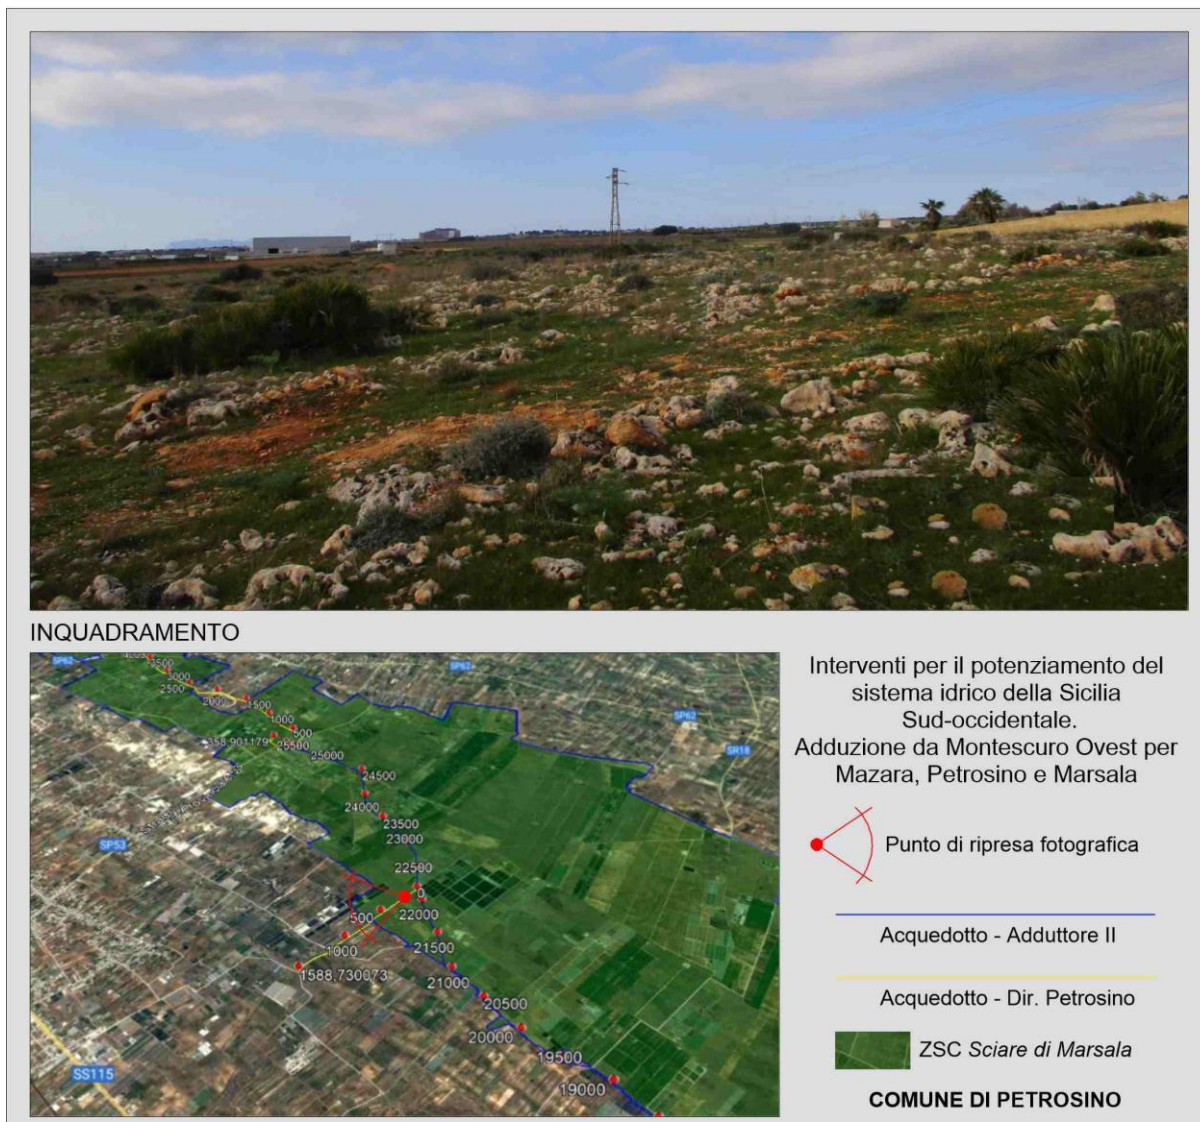 INQUADRAMENTO
SP62
SP62
3500
3000
2500
2000
1500
1000
500
358,901179
25500
25000
24500
24000
23500
23000
22500
0
22000
500
21500
1000
1588,730073
21000
20500
20000
19500
19000
SP62
SR18
SP53
SS115
Interventi per il potenziamento del
sistema idrico della Sicilia
Sud-occidentale.
Adduzione da Montescuro Ovest per
Mazara, Petrosino e Marsala
Punto di ripresa fotografica
Acquedotto - Adduttore II
Acquedotto - Dir. Petrosino
ZSC Sciare di Marsala
COMUNE DI PETROSINO